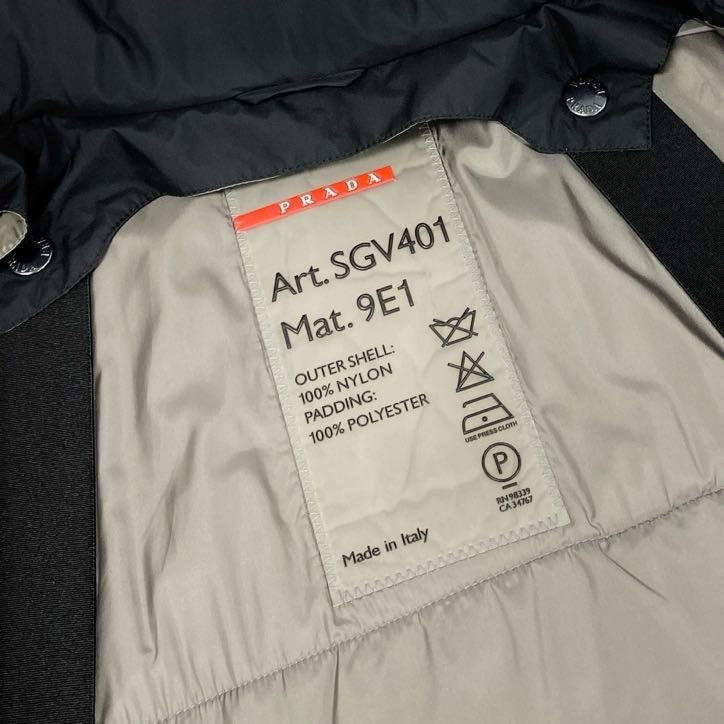 PRADA
PRADA
Art. SGV401
Mat. 9E1
OUTER SHELL:
100% NYLON
PADDING:
100% POLYESTER
USE PRESS CLOTH
P
RN 98339
CA 34767
Made in Italy